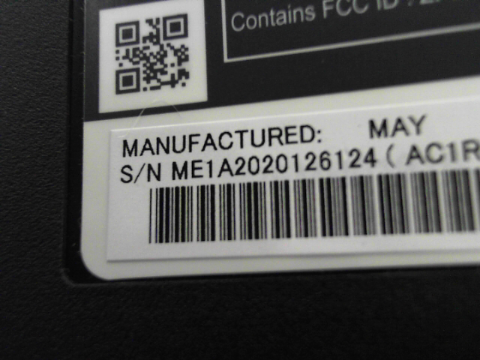 Contains FCC ID :
MANUFACTURED: MAY
S/N ME1A2020126124 ( AC1R